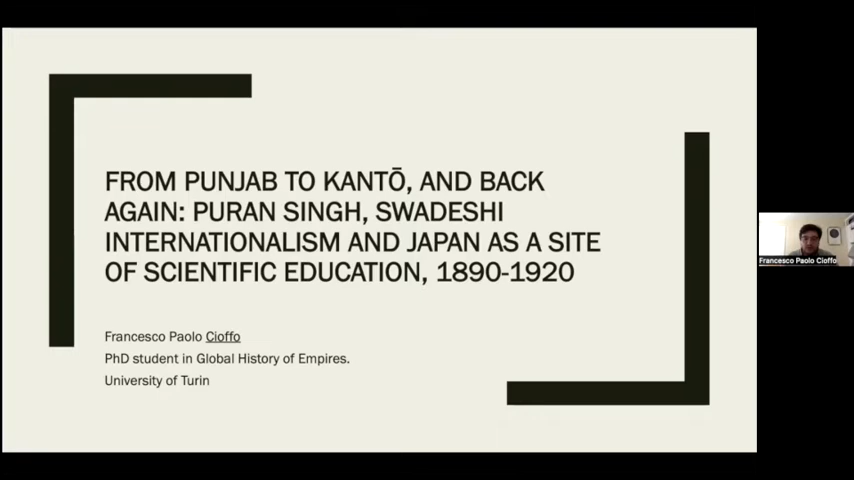 FROM PUNJAB TO KANTŌ, AND BACK
AGAIN: PURAN SINGH, SWADESHI
INTERNATIONALISM AND JAPAN AS A SITE
OF SCIENTIFIC EDUCATION, 1890-1920
Francesco Paolo Cioffo
PhD student in Global History of Empires.
University of Turin
Francesco Paolo Cioffo